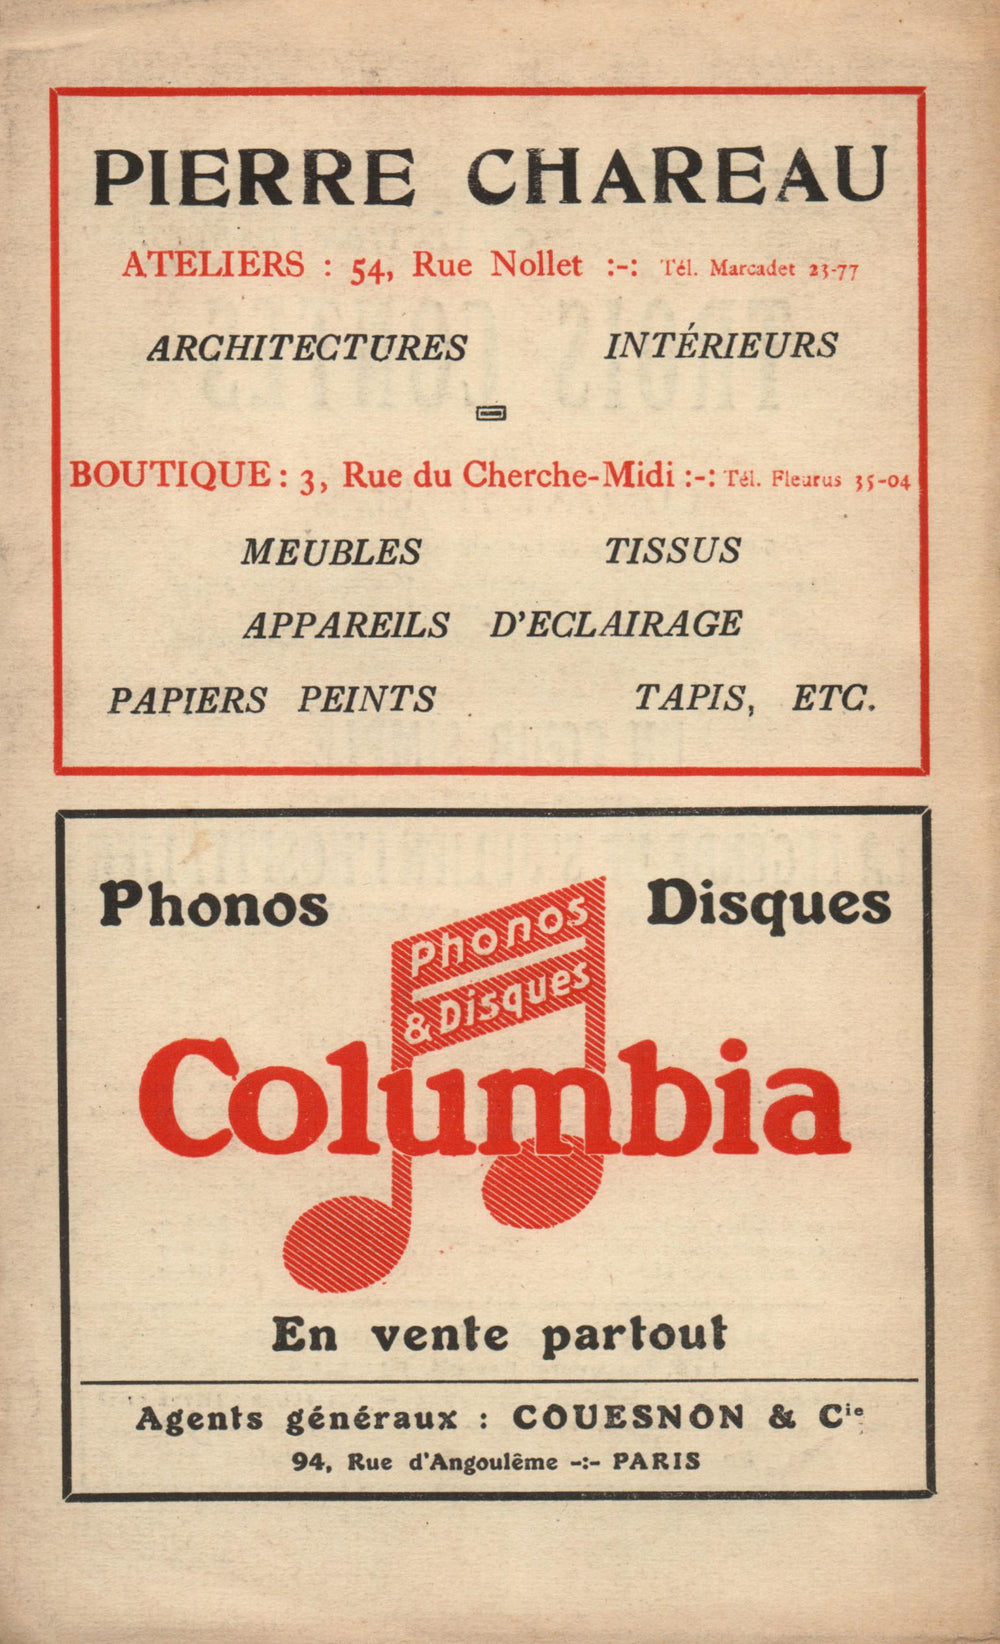 PIERRE CHAREAU
ATELIERS : 54, Rue Nollet :-: Tél. Marcadet 23-77
ARCHITECTURES INTÉRIEURS
BOUTIQUE : 3, Rue du Cherche-Midi :-: Tél. Fleurus 35-04
MEUBLES TISSUS
APPAREILS D'ECLAIRAGE
PAPIERS PEINTS TAPIS, ETC.
Phonos Disques
Phonos
& Disques
Columbia
En vente partout
Agents généraux : COUESNON & Cie
94, Rue d'Angoulême -:- PARIS